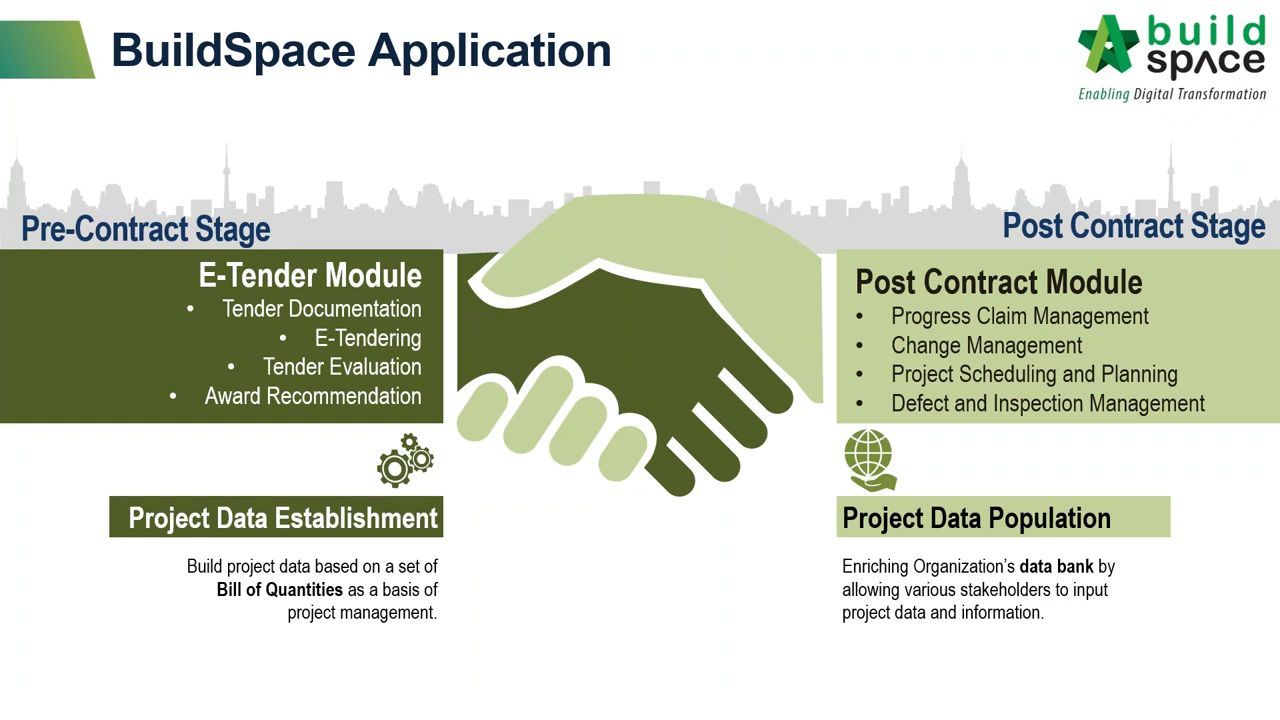 BuildSpace Application
build
spʌce
Enabling Digital Transformation
Pre-Contract Stage
E-Tender Module
• Tender Documentation
• E-Tendering
• Tender Evaluation
• Award Recommendation
Project Data Establishment
Build project data based on a set of
Bill of Quantities as a basis of
project management.
Post Contract Stage
Post Contract Module
• Progress Claim Management
• Change Management
• Project Scheduling and Planning
• Defect and Inspection Management
Project Data Population
Enriching Organization’s data bank by
allowing various stakeholders to input
project data and information.